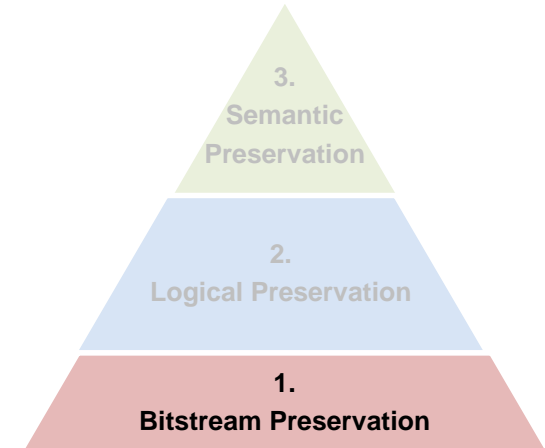 3.
Semantic
Preservation
2.
Logical Preservation
1.
Bitstream Preservation